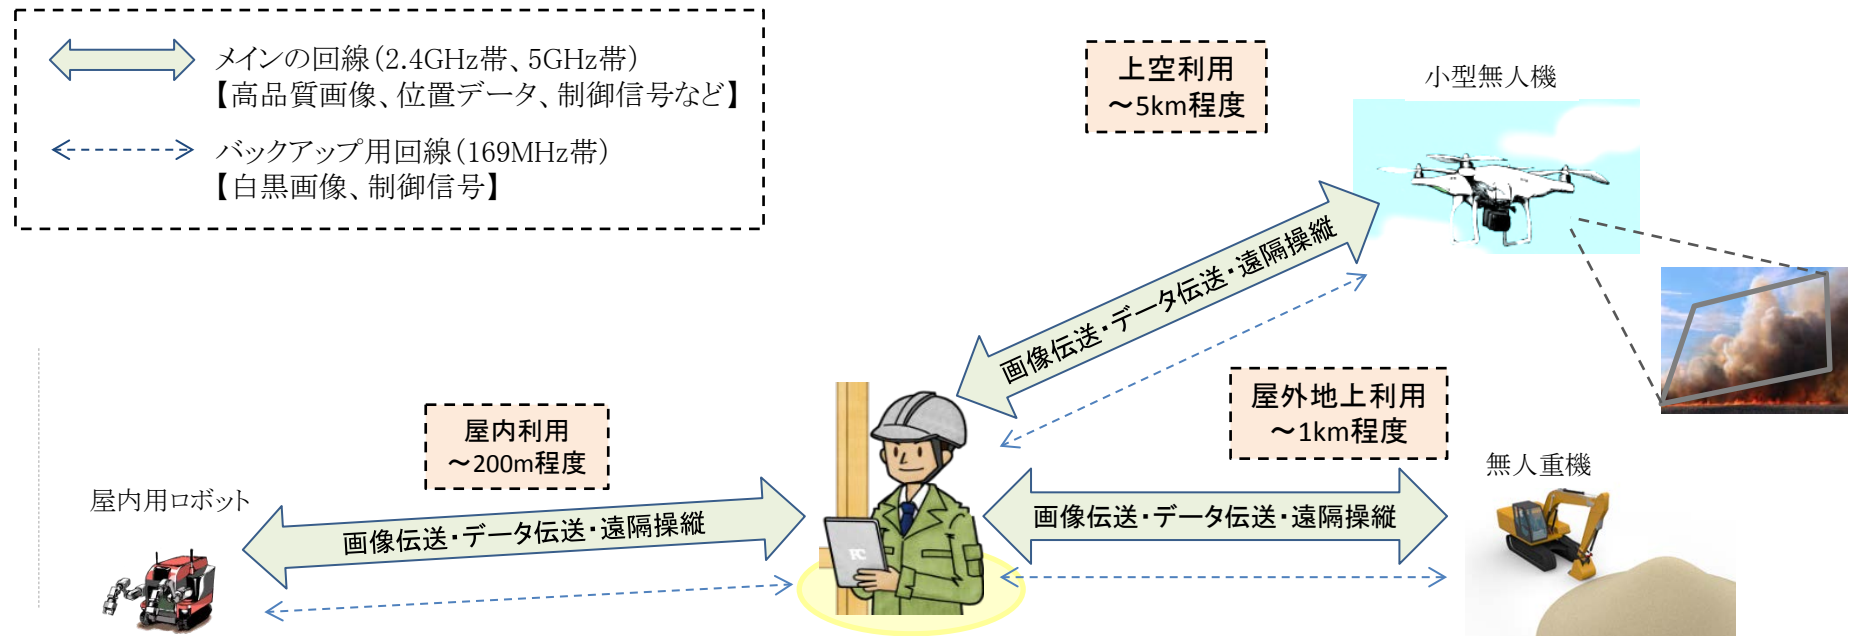 メインの回線(2.4GHz帯、5GHz帯)
【高品質画像、位置データ、制御信号など】
バックアップ用回線(169MHz帯)
【白黒画像、制御信号】
上空利用
～5km程度
小型無人機
画像伝送・データ伝送・遠隔操縦
屋外地上利用
～1km程度
無人重機
画像伝送・データ伝送・遠隔操縦
屋内利用
～200m程度
屋内用ロボット
画像伝送・データ伝送・遠隔操縦
PC